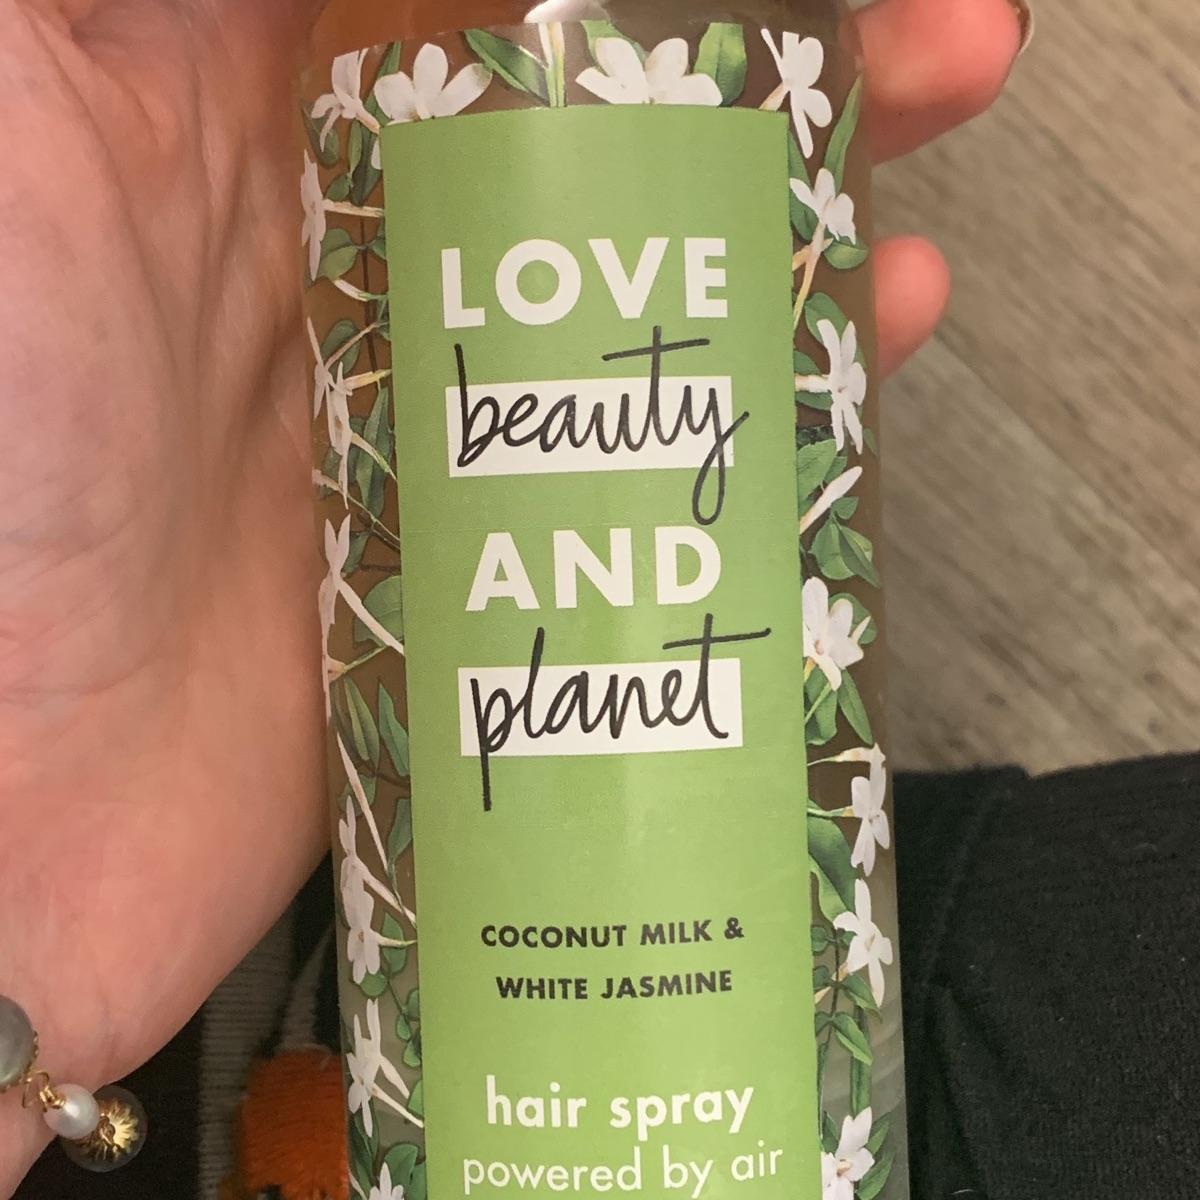 LOVE
beauty
AND
planet
COCONUT MILK &
WHITE JASMINE
hair spray
powered by air